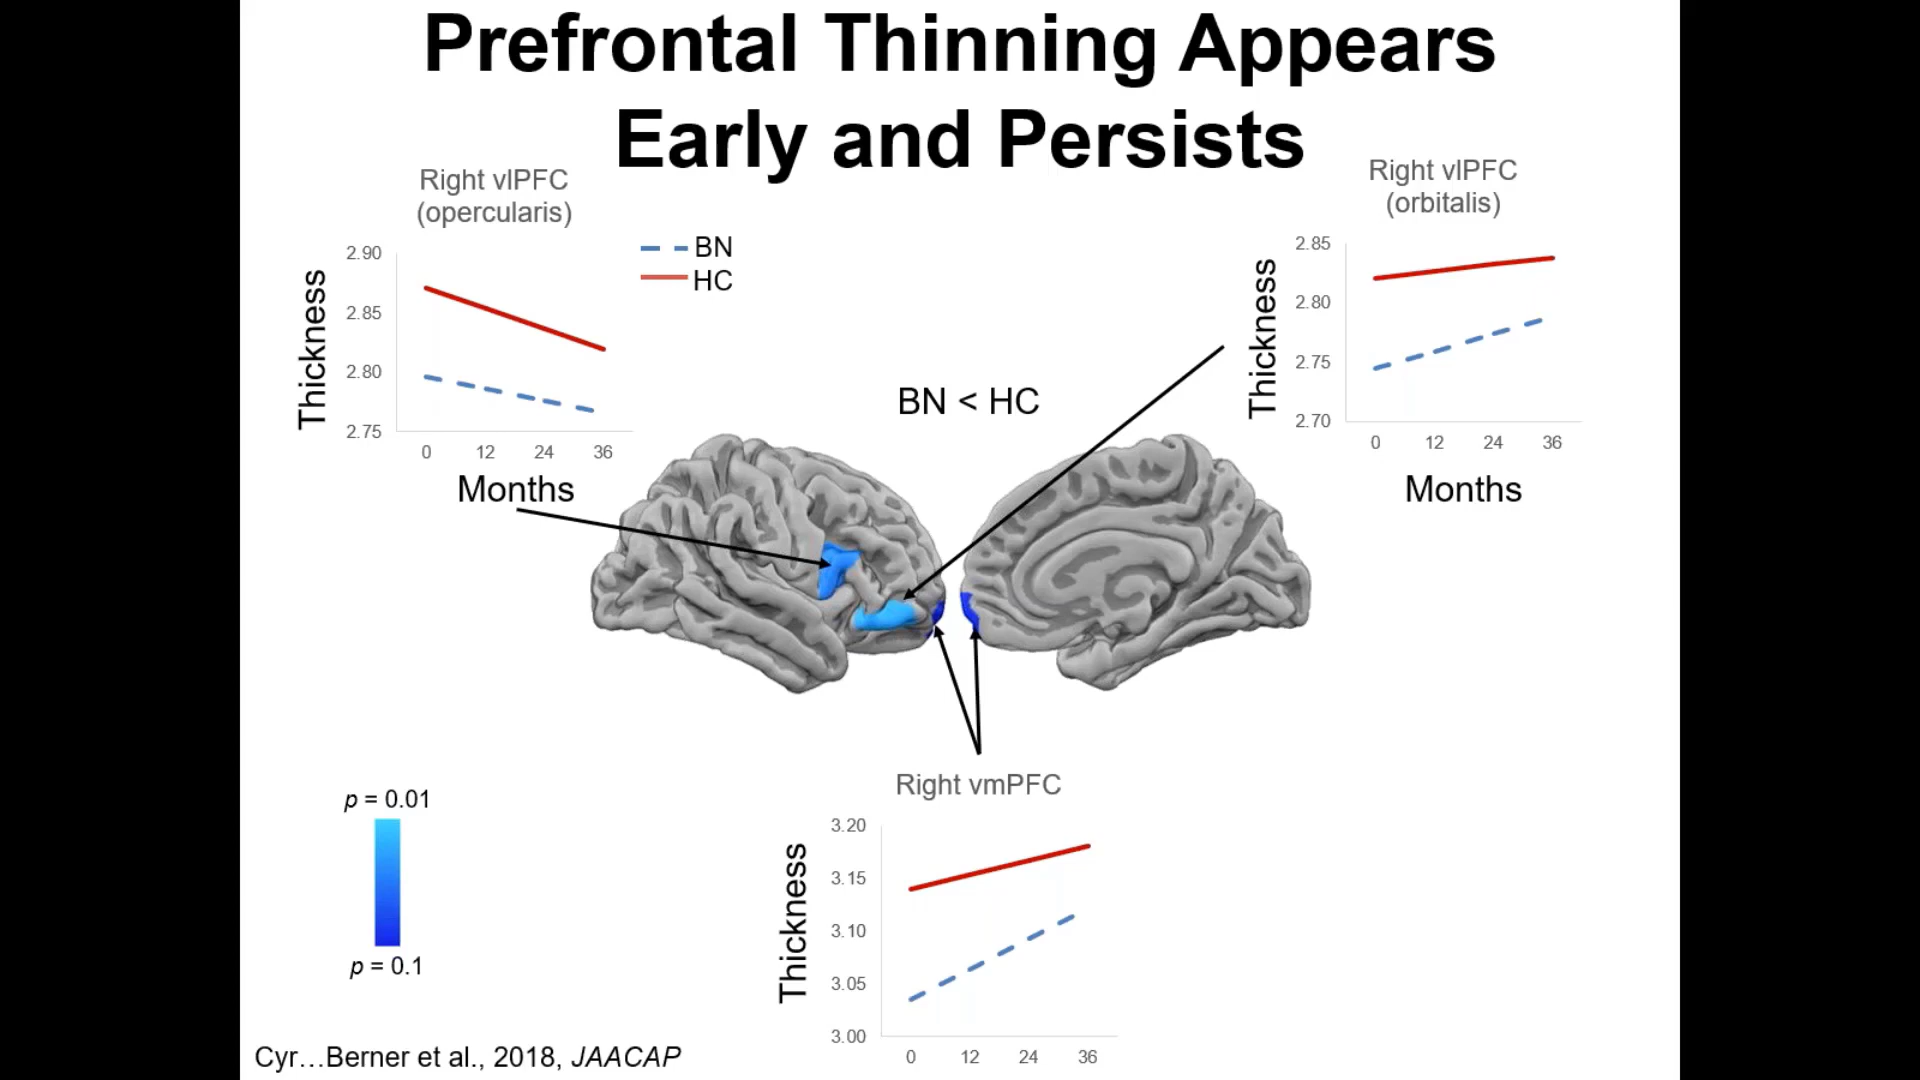 Prefrontal Thinning Appears
Early and Persists
Right vlPFC
(opercularis)
BN
HC
Thickness
2.90
2.85
2.80
2.75
0 12 24 36
Months
Right vlPFC
(orbitalis)
Thickness
2.85
2.80
2.75
2.70
0 12 24 36
Months
BN < HC
Right vmPFC
Thickness
3.20
3.15
3.10
3.05
3.00
0 12 24 36
p = 0.01
p = 0.1
Cyr…Berner et al., 2018, JAACAP